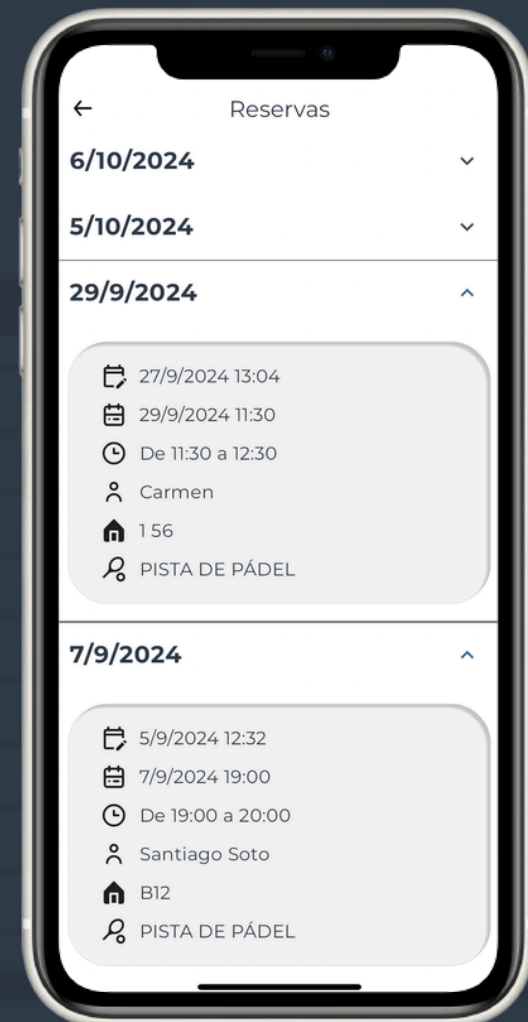 Reservas
6/10/2024
5/10/2024
29/9/2024
27/9/2024 13:04
29/9/2024 11:30
De 11:30 a 12:30
Carmen
1 56
PISTA DE PÁDEL
7/9/2024
5/9/2024 12:32
7/9/2024 19:00
De 19:00 a 20:00
Santiago Soto
B12
PISTA DE PÁDEL